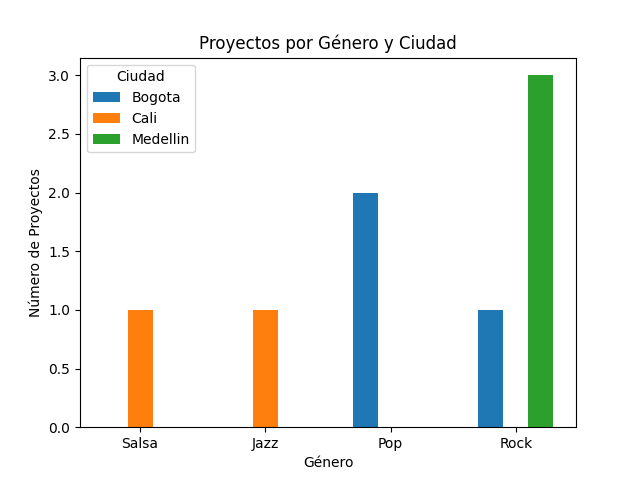 Proyectos por Género y Ciudad
Ciudad
Bogota
Cali
Medellin
Número de Proyectos
3.0
2.5
2.0
1.5
1.0
0.5
0.0
Salsa Jazz Pop Rock
Género